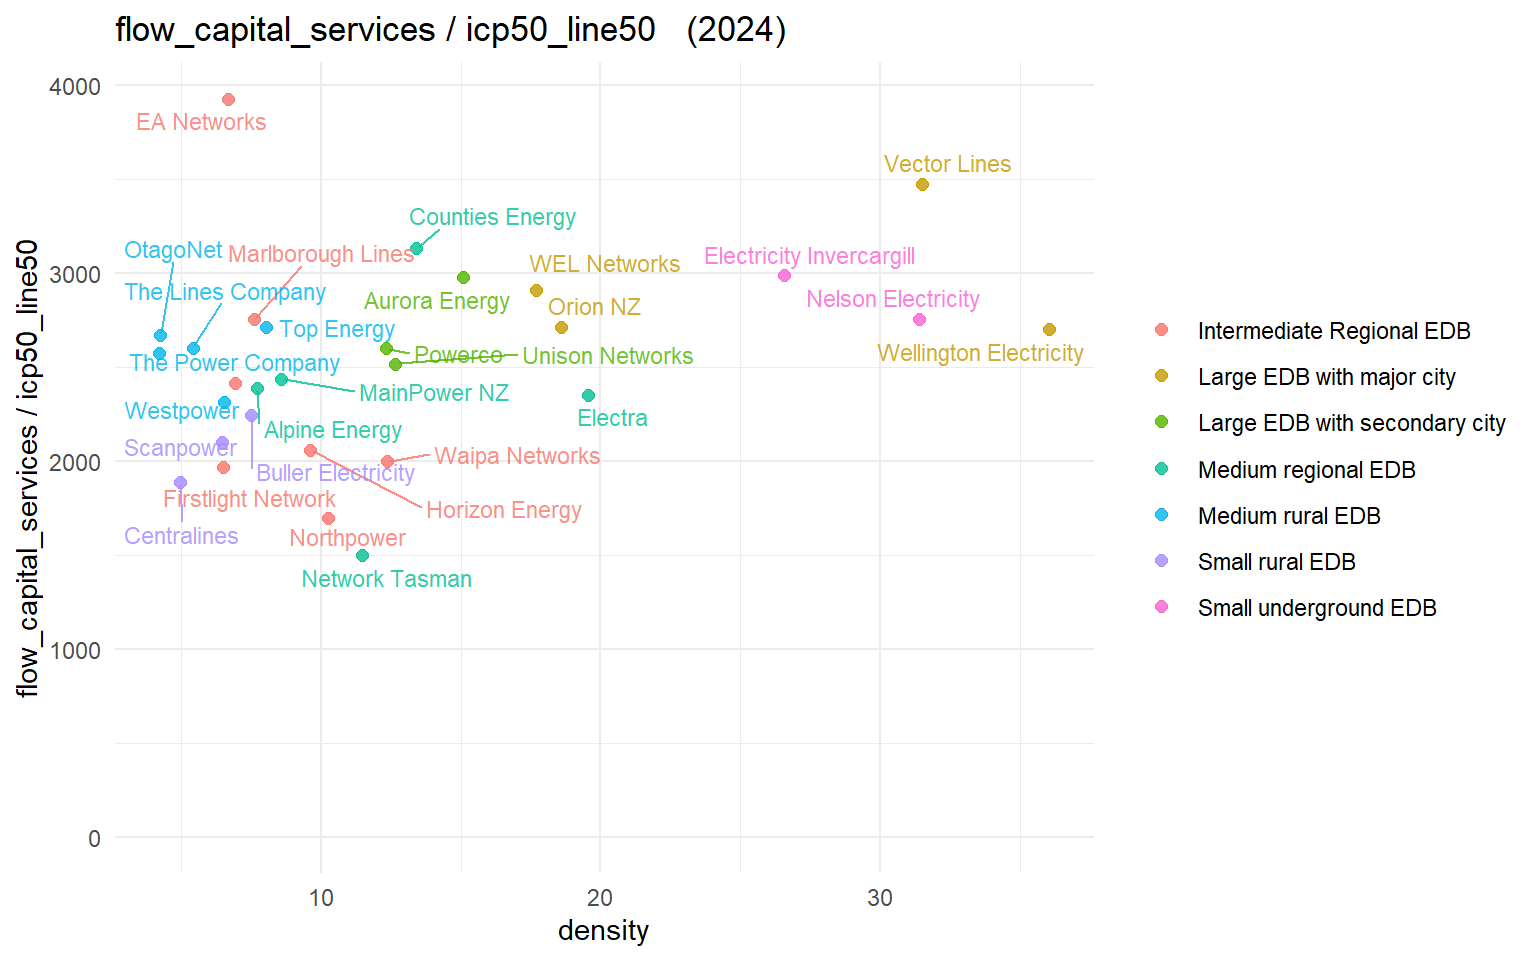 flow_capital_services / icp50_line50   (2024)
flow_capital_services / icp50_line50
4000
3000
2000
1000
0
EA Networks
Vector Lines
Counties Energy
OtagoNet
Marlborough Lines
Electricity Invercargill
WEL Networks
The Lines Company
Aurora Energy
Nelson Electricity
Orion NZ
Top Energy
Powerco
Unison Networks
Wellington Electricity
The Power Company
MainPower NZ
Westpower
Electra
Alpine Energy
Scanpower
Waipa Networks
Buller Electricity
Firstlight Network
Horizon Energy
Centralines
Northpower
Network Tasman
10
20
30
density
Intermediate Regional EDB
Large EDB with major city
Large EDB with secondary city
Medium regional EDB
Medium rural EDB
Small rural EDB
Small underground EDB